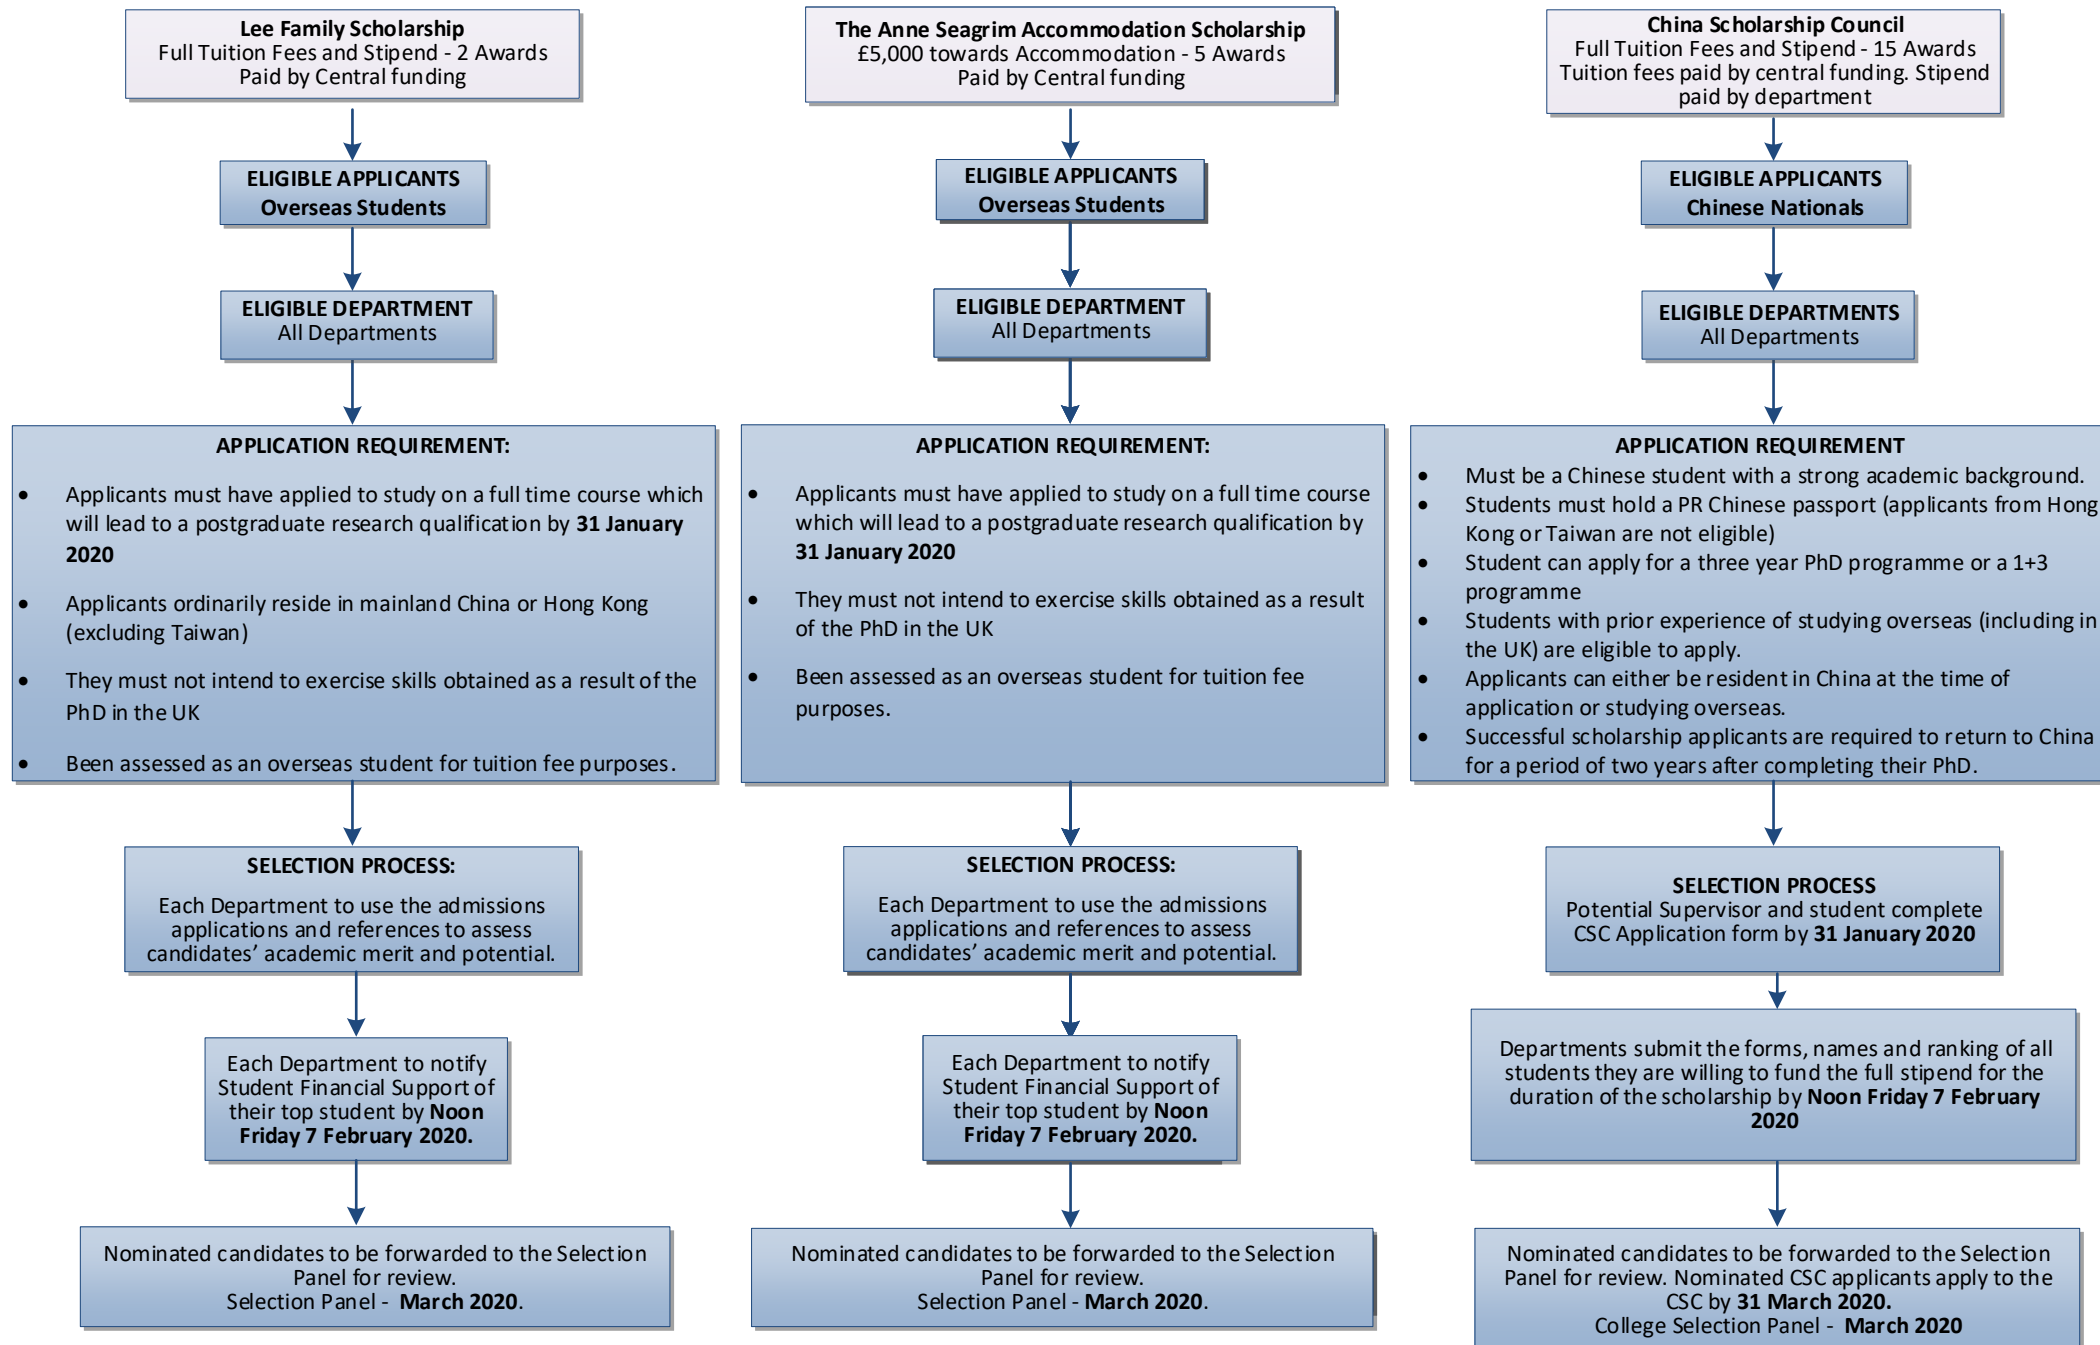 Lee Family Scholarship
Full Tuition Fees and Stipend - 2 Awards
Paid by Central funding
ELIGIBLE APPLICANTS
Overseas Students
ELIGIBLE DEPARTMENT
All Departments
APPLICATION REQUIREMENT:
• Applicants must have applied to study on a full time course which
will lead to a postgraduate research qualification by 31 January
2020
• Applicants ordinarily reside in mainland China or Hong Kong
(excluding Taiwan)
• They must not intend to exercise skills obtained as a result of the
PhD in the UK
• Been assessed as an overseas student for tuition fee purposes.
SELECTION PROCESS:
Each Department to use the admissions
applications and references to assess
candidates’ academic merit and potential.
Each Department to notify
Student Financial Support of
their top student by Noon
Friday 7 February 2020.
Nominated candidates to be forwarded to the Selection
Panel for review.
Selection Panel - March 2020.
The Anne Seagrim Accommodation Scholarship
£5,000 towards Accommodation - 5 Awards
Paid by Central funding
ELIGIBLE APPLICANTS
Overseas Students
ELIGIBLE DEPARTMENT
All Departments
APPLICATION REQUIREMENT:
• Applicants must have applied to study on a full time course
which will lead to a postgraduate research qualification by
31 January 2020
• They must not intend to exercise skills obtained as a result
of the PhD in the UK
• Been assessed as an overseas student for tuition fee
purposes.
SELECTION PROCESS:
Each Department to use the admissions
applications and references to assess
candidates’ academic merit and potential.
Each Department to notify
Student Financial Support of
their top student by Noon
Friday 7 February 2020.
Nominated candidates to be forwarded to the Selection
Panel for review.
Selection Panel - March 2020.
China Scholarship Council
Full Tuition Fees and Stipend - 15 Awards
Tuition fees paid by central funding. Stipend
paid by department
ELIGIBLE APPLICANTS
Chinese Nationals
ELIGIBLE DEPARTMENTS
All Departments
APPLICATION REQUIREMENT
• Must be a Chinese student with a strong academic background.
• Students must hold a PR Chinese passport (applicants from Hong
Kong or Taiwan are not eligible)
• Student can apply for a three year PhD programme or a 1+3
programme
• Students with prior experience of studying overseas (including in
the UK) are eligible to apply.
• Applicants can either be resident in China at the time of
application or studying overseas.
• Successful scholarship applicants are required to return to China
for a period of two years after completing their PhD.
SELECTION PROCESS
Potential Supervisor and student complete
CSC Application form by 31 January 2020
Departments submit the forms, names and ranking of all
students they are willing to fund the full stipend for the
duration of the scholarship by Noon Friday 7 February
2020
Nominated candidates to be forwarded to the Selection
Panel for review. Nominated CSC applicants apply to the
CSC by 31 March 2020.
College Selection Panel - March 2020